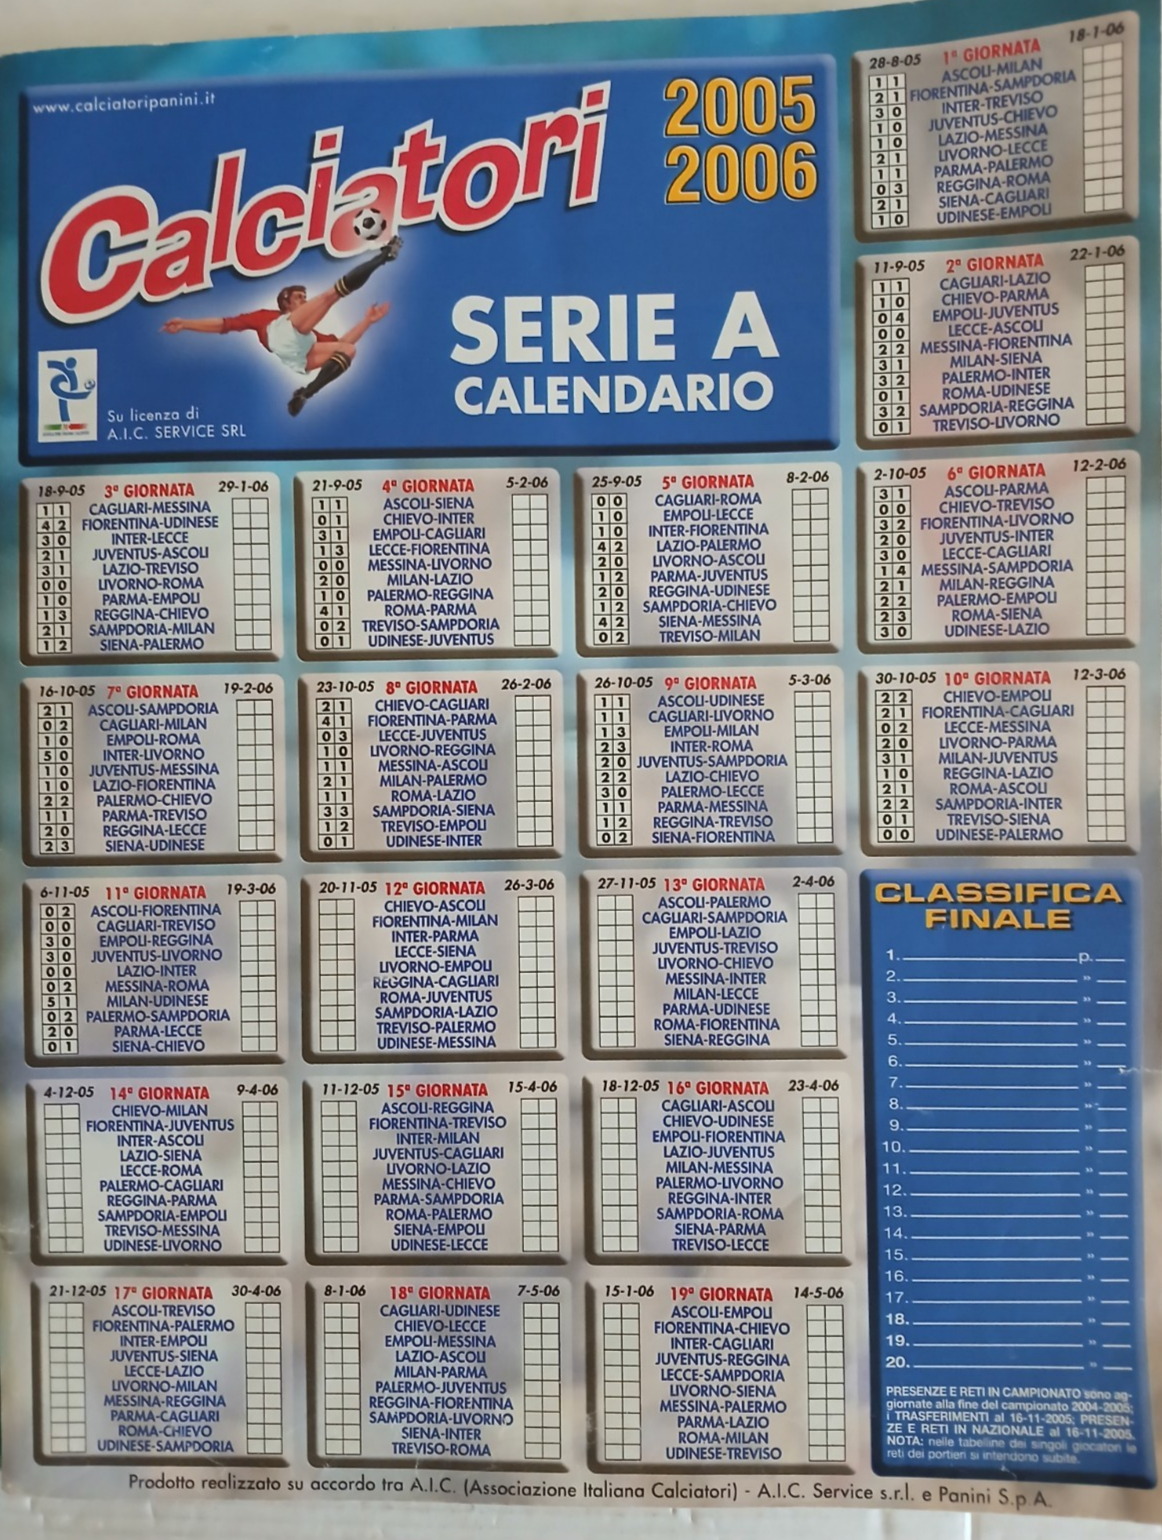 www.calciatoripanini.it
Calciatori
2005
2006
SERIE A
CALENDARIO
Su licenza di
A.I.C. SERVICE SRL
28-8-05 1ª GIORNATA 18-1-06
1 1 ASCOLI-MILAN
2 1 FIORENTINA-SAMPDORIA
3 0 INTER-TREVISO
1 0 JUVENTUS-CHIEVO
1 0 LAZIO-MESSINA
2 1 LIVORNO-LECCE
1 1 PARMA-PALERMO
0 3 REGGINA-ROMA
2 1 SIENA-CAGLIARI
1 0 UDINESE-EMPOLI
11-9-05 2ª GIORNATA 22-1-06
1 1 CAGLIARI-LAZIO
1 0 CHIEVO-PARMA
0 4 EMPOLI-JUVENTUS
0 0 LECCE-ASCOLI
2 2 MESSINA-FIORENTINA
3 1 MILAN-SIENA
3 2 PALERMO-INTER
0 1 ROMA-UDINESE
3 2 SAMPDORIA-REGGINA
0 1 TREVISO-LIVORNO
18-9-05 3ª GIORNATA 29-1-06
1 1 CAGLIARI-MESSINA
4 2 FIORENTINA-UDINESE
3 0 INTER-LECCE
2 1 JUVENTUS-ASCOLI
3 1 LAZIO-TREVISO
0 0 LIVORNO-ROMA
1 0 PARMA-EMPOLI
1 3 REGGINA-CHIEVO
2 1 SAMPDORIA-MILAN
1 2 SIENA-PALERMO
21-9-05 4ª GIORNATA 5-2-06
1 1 ASCOLI-SIENA
0 1 CHIEVO-INTER
3 1 EMPOLI-CAGLIARI
1 3 LECCE-FIORENTINA
0 0 MESSINA-LIVORNO
2 0 MILAN-LAZIO
1 0 PALERMO-REGGINA
4 1 ROMA-PARMA
0 2 TREVISO-SAMPDORIA
0 1 UDINESE-JUVENTUS
25-9-05 5ª GIORNATA 8-2-06
0 0 CAGLIARI-ROMA
1 0 EMPOLI-LECCE
1 0 INTER-FIORENTINA
4 2 LAZIO-PALERMO
2 0 LIVORNO-ASCOLI
1 2 PARMA-JUVENTUS
2 0 REGGINA-UDINESE
1 2 SAMPDORIA-CHIEVO
4 2 SIENA-MESSINA
0 2 TREVISO-MILAN
2-10-05 6ª GIORNATA 12-2-06
3 1 ASCOLI-PARMA
0 0 CHIEVO-TREVISO
3 2 FIORENTINA-LIVORNO
2 0 JUVENTUS-INTER
3 0 LECCE-CAGLIARI
1 4 MESSINA-SAMPDORIA
2 1 MILAN-REGGINA
2 2 PALERMO-EMPOLI
2 3 ROMA-SIENA
3 0 UDINESE-LAZIO
16-10-05 7ª GIORNATA 19-2-06
2 1 ASCOLI-SAMPDORIA
0 2 CAGLIARI-MILAN
1 0 EMPOLI-ROMA
5 0 INTER-LIVORNO
1 0 JUVENTUS-MESSINA
1 0 LAZIO-FIORENTINA
2 2 PALERMO-CHIEVO
1 1 PARMA-TREVISO
2 0 REGGINA-LECCE
2 3 SIENA-UDINESE
23-10-05 8ª GIORNATA 26-2-06
2 1 CHIEVO-CAGLIARI
4 1 FIORENTINA-PARMA
0 3 LECCE-JUVENTUS
1 0 LIVORNO-REGGINA
1 1 MESSINA-ASCOLI
2 1 MILAN-PALERMO
1 1 ROMA-LAZIO
3 3 SAMPDORIA-SIENA
1 2 TREVISO-EMPOLI
0 1 UDINESE-INTER
26-10-05 9ª GIORNATA 5-3-06
1 1 ASCOLI-UDINESE
1 1 CAGLIARI-LIVORNO
1 3 EMPOLI-MILAN
2 3 INTER-ROMA
2 0 JUVENTUS-SAMPDORIA
2 2 LAZIO-CHIEVO
3 0 PALERMO-LECCE
1 1 PARMA-MESSINA
1 2 REGGINA-TREVISO
0 2 SIENA-FIORENTINA
30-10-05 10ª GIORNATA 12-3-06
2 2 CHIEVO-EMPOLI
2 1 FIORENTINA-CAGLIARI
0 2 LECCE-MESSINA
2 0 LIVORNO-PARMA
3 1 MILAN-JUVENTUS
1 0 REGGINA-LAZIO
2 1 ROMA-ASCOLI
2 2 SAMPDORIA-INTER
0 1 TREVISO-SIENA
0 0 UDINESE-PALERMO
6-11-05 11ª GIORNATA 19-3-06
0 2 ASCOLI-FIORENTINA
0 0 CAGLIARI-TREVISO
3 0 EMPOLI-REGGINA
3 0 JUVENTUS-LIVORNO
0 0 LAZIO-INTER
0 2 MESSINA-ROMA
5 1 MILAN-UDINESE
0 2 PALERMO-SAMPDORIA
2 0 PARMA-LECCE
0 1 SIENA-CHIEVO
20-11-05 12ª GIORNATA 26-3-06
CHIEVO-ASCOLI
FIORENTINA-MILAN
INTER-PARMA
LECCE-SIENA
LIVORNO-EMPOLI
REGGINA-CAGLIARI
ROMA-JUVENTUS
SAMPDORIA-LAZIO
TREVISO-PALERMO
UDINESE-MESSINA
27-11-05 13ª GIORNATA 2-4-06
ASCOLI-PALERMO
CAGLIARI-SAMPDORIA
EMPOLI-LAZIO
JUVENTUS-TREVISO
LIVORNO-CHIEVO
MESSINA-INTER
MILAN-LECCE
PARMA-UDINESE
ROMA-FIORENTINA
SIENA-REGGINA
4-12-05 14ª GIORNATA 9-4-06
CHIEVO-MILAN
FIORENTINA-JUVENTUS
INTER-ASCOLI
LAZIO-SIENA
LECCE-ROMA
PALERMO-CAGLIARI
REGGINA-PARMA
SAMPDORIA-EMPOLI
TREVISO-MESSINA
UDINESE-LIVORNO
11-12-05 15ª GIORNATA 15-4-06
ASCOLI-REGGINA
FIORENTINA-TREVISO
INTER-MILAN
JUVENTUS-CAGLIARI
LIVORNO-LAZIO
MESSINA-CHIEVO
PARMA-SAMPDORIA
ROMA-PALERMO
SIENA-EMPOLI
UDINESE-LECCE
18-12-05 16ª GIORNATA 23-4-06
CAGLIARI-ASCOLI
CHIEVO-UDINESE
EMPOLI-FIORENTINA
LAZIO-JUVENTUS
MILAN-MESSINA
PALERMO-LIVORNO
REGGINA-INTER
SAMPDORIA-ROMA
SIENA-PARMA
TREVISO-LECCE
21-12-05 17ª GIORNATA 30-4-06
ASCOLI-TREVISO
FIORENTINA-PALERMO
INTER-EMPOLI
JUVENTUS-SIENA
LECCE-LAZIO
LIVORNO-MILAN
MESSINA-REGGINA
PARMA-CAGLIARI
ROMA-CHIEVO
UDINESE-SAMPDORIA
8-1-06 18ª GIORNATA 7-5-06
CAGLIARI-UDINESE
CHIEVO-LECCE
EMPOLI-MESSINA
LAZIO-ASCOLI
MILAN-PARMA
PALERMO-JUVENTUS
REGGINA-FIORENTINA
SAMPDORIA-LIVORNO
SIENA-INTER
TREVISO-ROMA
15-1-06 19ª GIORNATA 14-5-06
ASCOLI-EMPOLI
FIORENTINA-CHIEVO
INTER-CAGLIARI
JUVENTUS-REGGINA
LECCE-SAMPDORIA
LIVORNO-SIENA
MESSINA-PALERMO
PARMA-LAZIO
ROMA-MILAN
UDINESE-TREVISO
CLASSIFICA
FINALE
1. p.
2. »
3. »
4. »
5. »
6. »
7. »
8. »
9. »
10. »
11. »
12. »
13. »
14. »
15. »
16. »
17. »
18. »
19. »
20. »
PRESENZE E RETI IN CAMPIONATO sono ag-
giornate alla fine del campionato 2004-2005;
i TRASFERIMENTI al 16-11-2005; PRESEN-
ZE E RETI IN NAZIONALE al 16-11-2005.
NOTA: nelle tabelline dei singoli giocatori le
reti dei portieri si intendono subite.
Prodotto realizzato su accordo tra A.I.C. (Associazione Italiana Calciatori) - A.I.C. Service s.r.l. e Panini S.p.A.